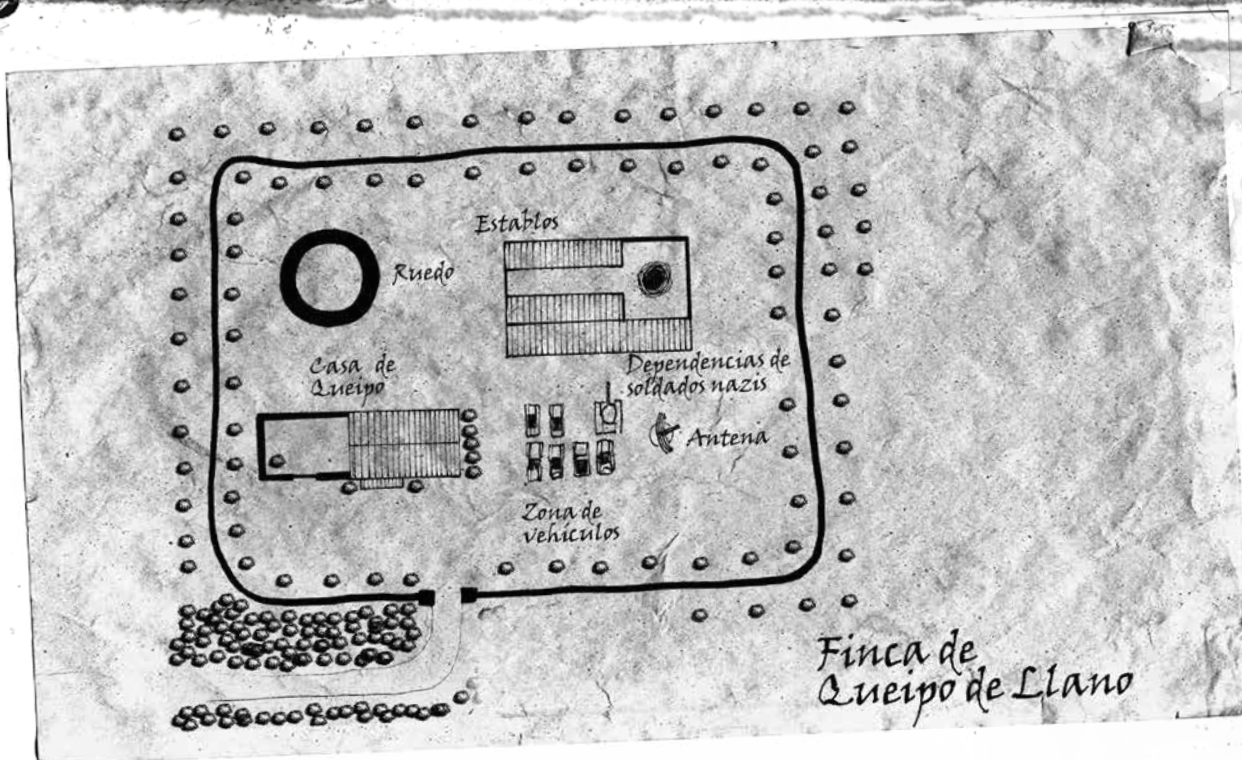 Establos
Ruedo
Casa de
Queipo
Dependencias de
soldados nazis
Antena
Zona de
vehículos
Finca de
Queipo de Llano